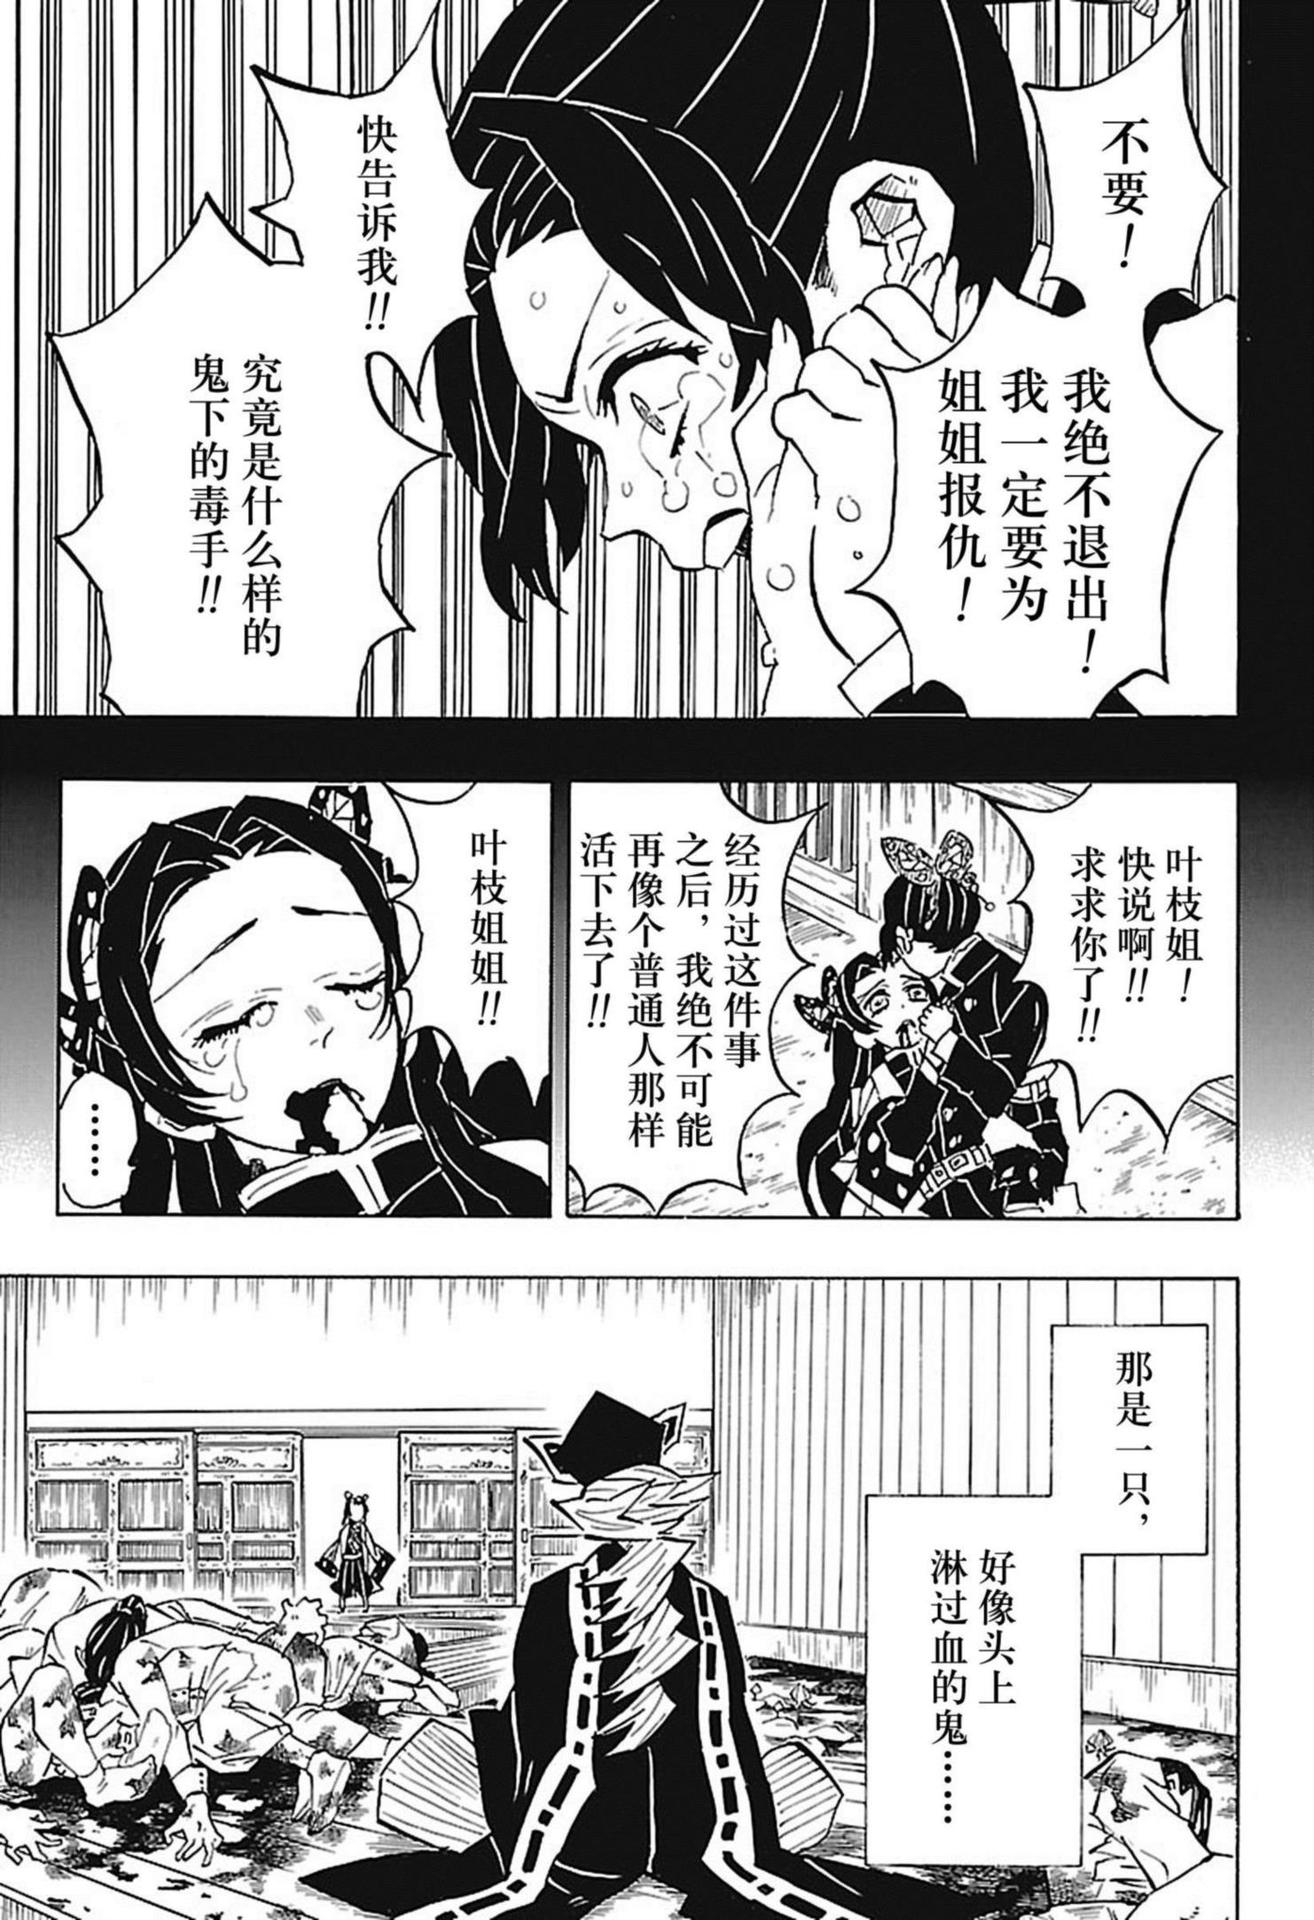 不要！
我绝不退出！
我一定要为
姐姐报仇！
快告诉我!!
究竟是什么样的
鬼下的毒手!!
叶枝姐！
快说啊!!
求求你了!!
经历过这件事
之后，我绝不可能
再像个普通人那样
活下去了!!
叶枝姐姐!!
……
那是一只，
好像头上
淋过血的鬼……